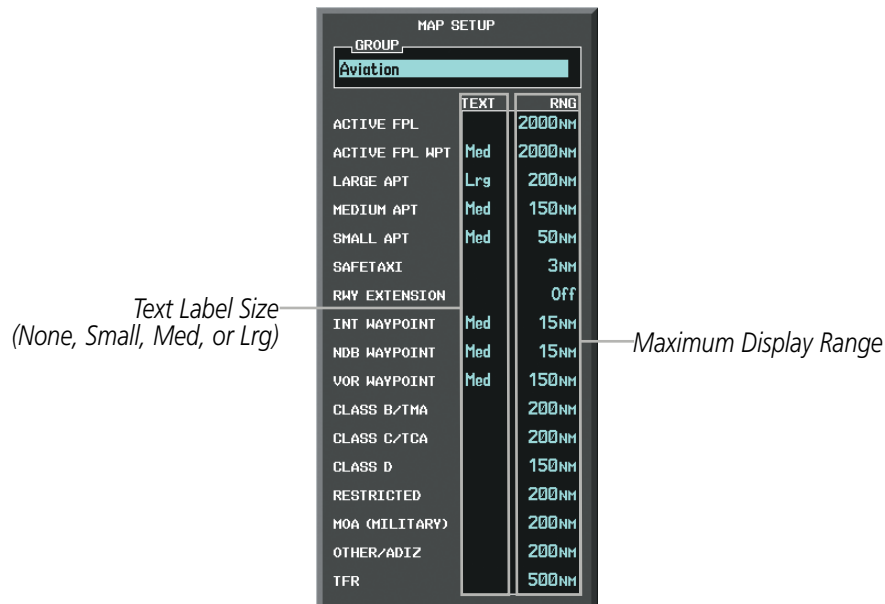 MAP SETUP
GROUP
Aviation
TEXT RNG
ACTIVE FPL 2000NM
ACTIVE FPL WPT Med 2000NM
LARGE APT Lrg 200NM
MEDIUM APT Med 150NM
SMALL APT Med 50NM
SAFETAXI 3NM
RWY EXTENSION Off
INT WAYPOINT Med 15NM
NDB WAYPOINT Med 15NM
VOR WAYPOINT Med 150NM
CLASS B/TMA 200NM
CLASS C/TCA 200NM
CLASS D 150NM
RESTRICTED 200NM
MOA (MILITARY) 200NM
OTHER/ADIZ 200NM
TFR 500NM
Text Label Size
(None, Small, Med, or Lrg)
Maximum Display Range